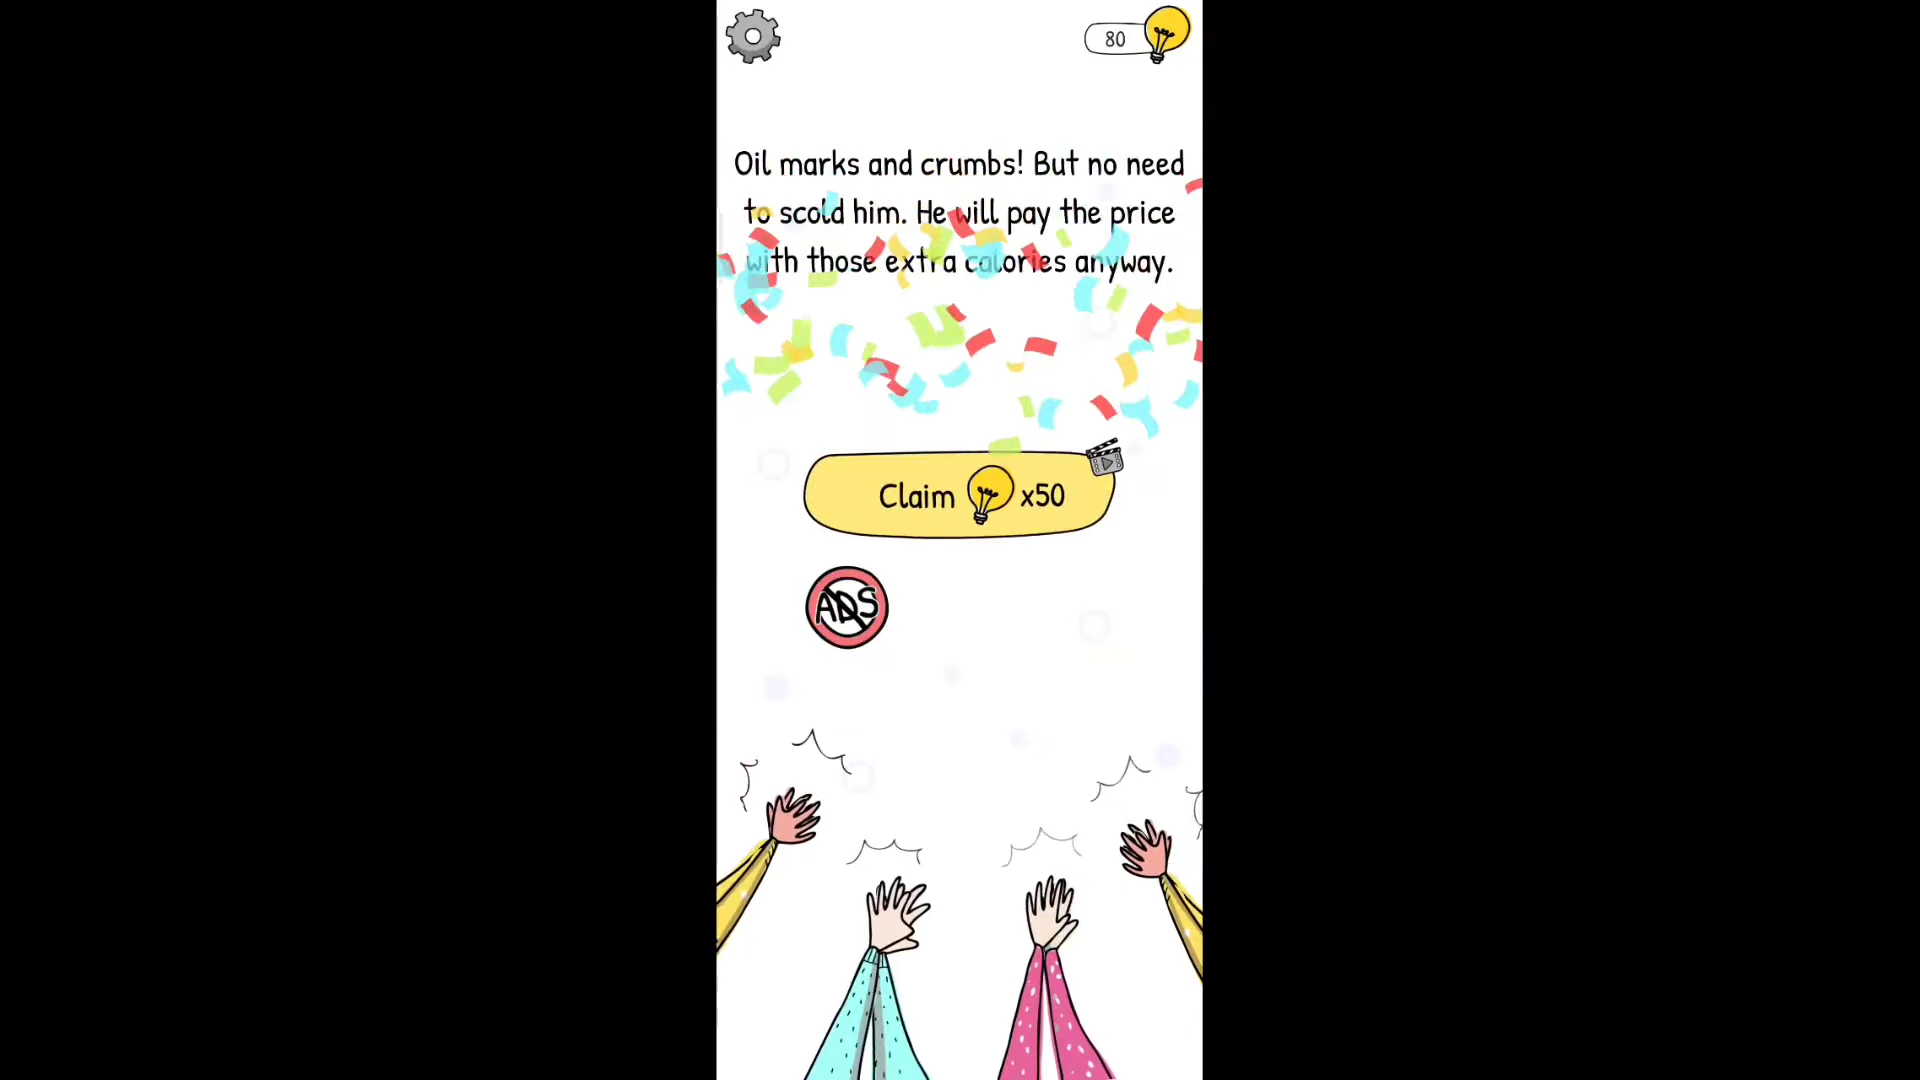 80
Oil marks and crumbs! But no need
to scold him. He will pay the price
with those extra calories anyway.
Claim x50
ADS